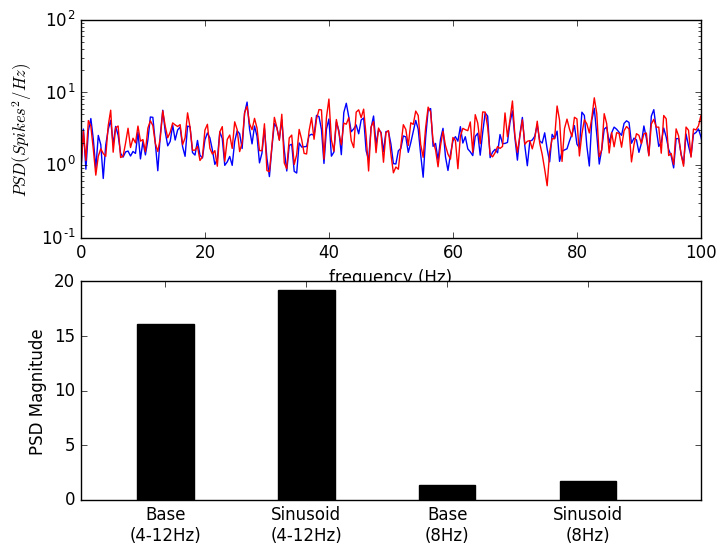 10^2
10^1
10^0
10^-1
PSD(Spikes^2/Hz)
0 20 40 60 80 100
frequency (Hz)
20
15
10
5
0
PSD Magnitude
Base Sinusoid Base Sinusoid
(4-12Hz) (4-12Hz) (8Hz) (8Hz)